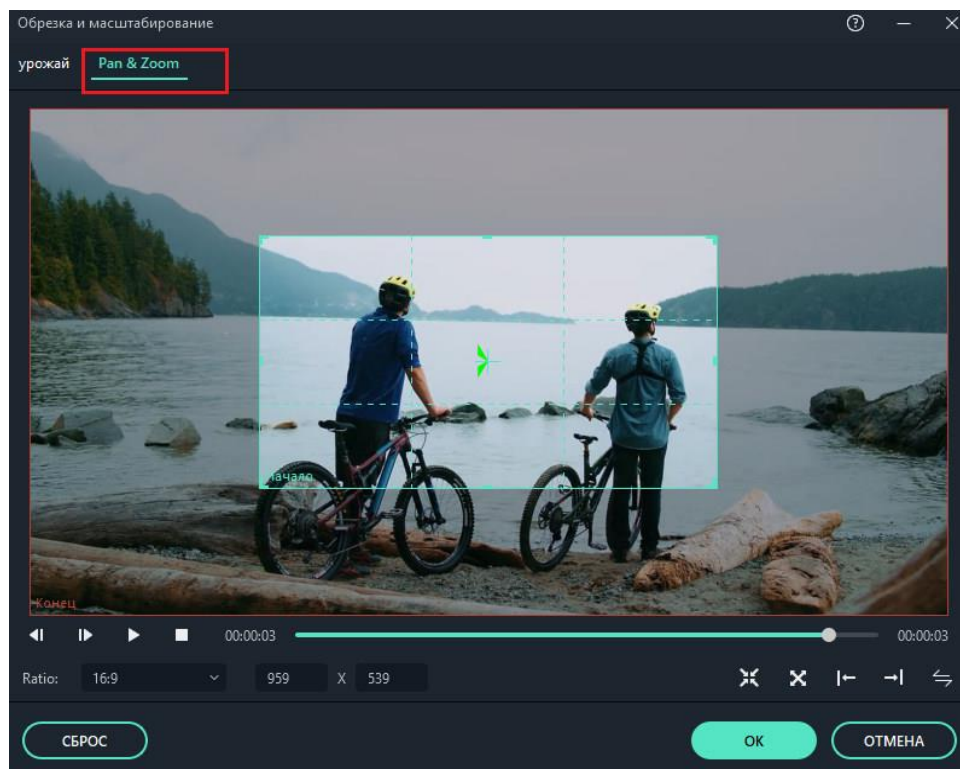 Обрезка и масштабирование
урожай Pan & Zoom
Начало
Конец
00:00:03 00:00:03
Ratio: 16:9 959 X 539
СБРОС ОК ОТМЕНА